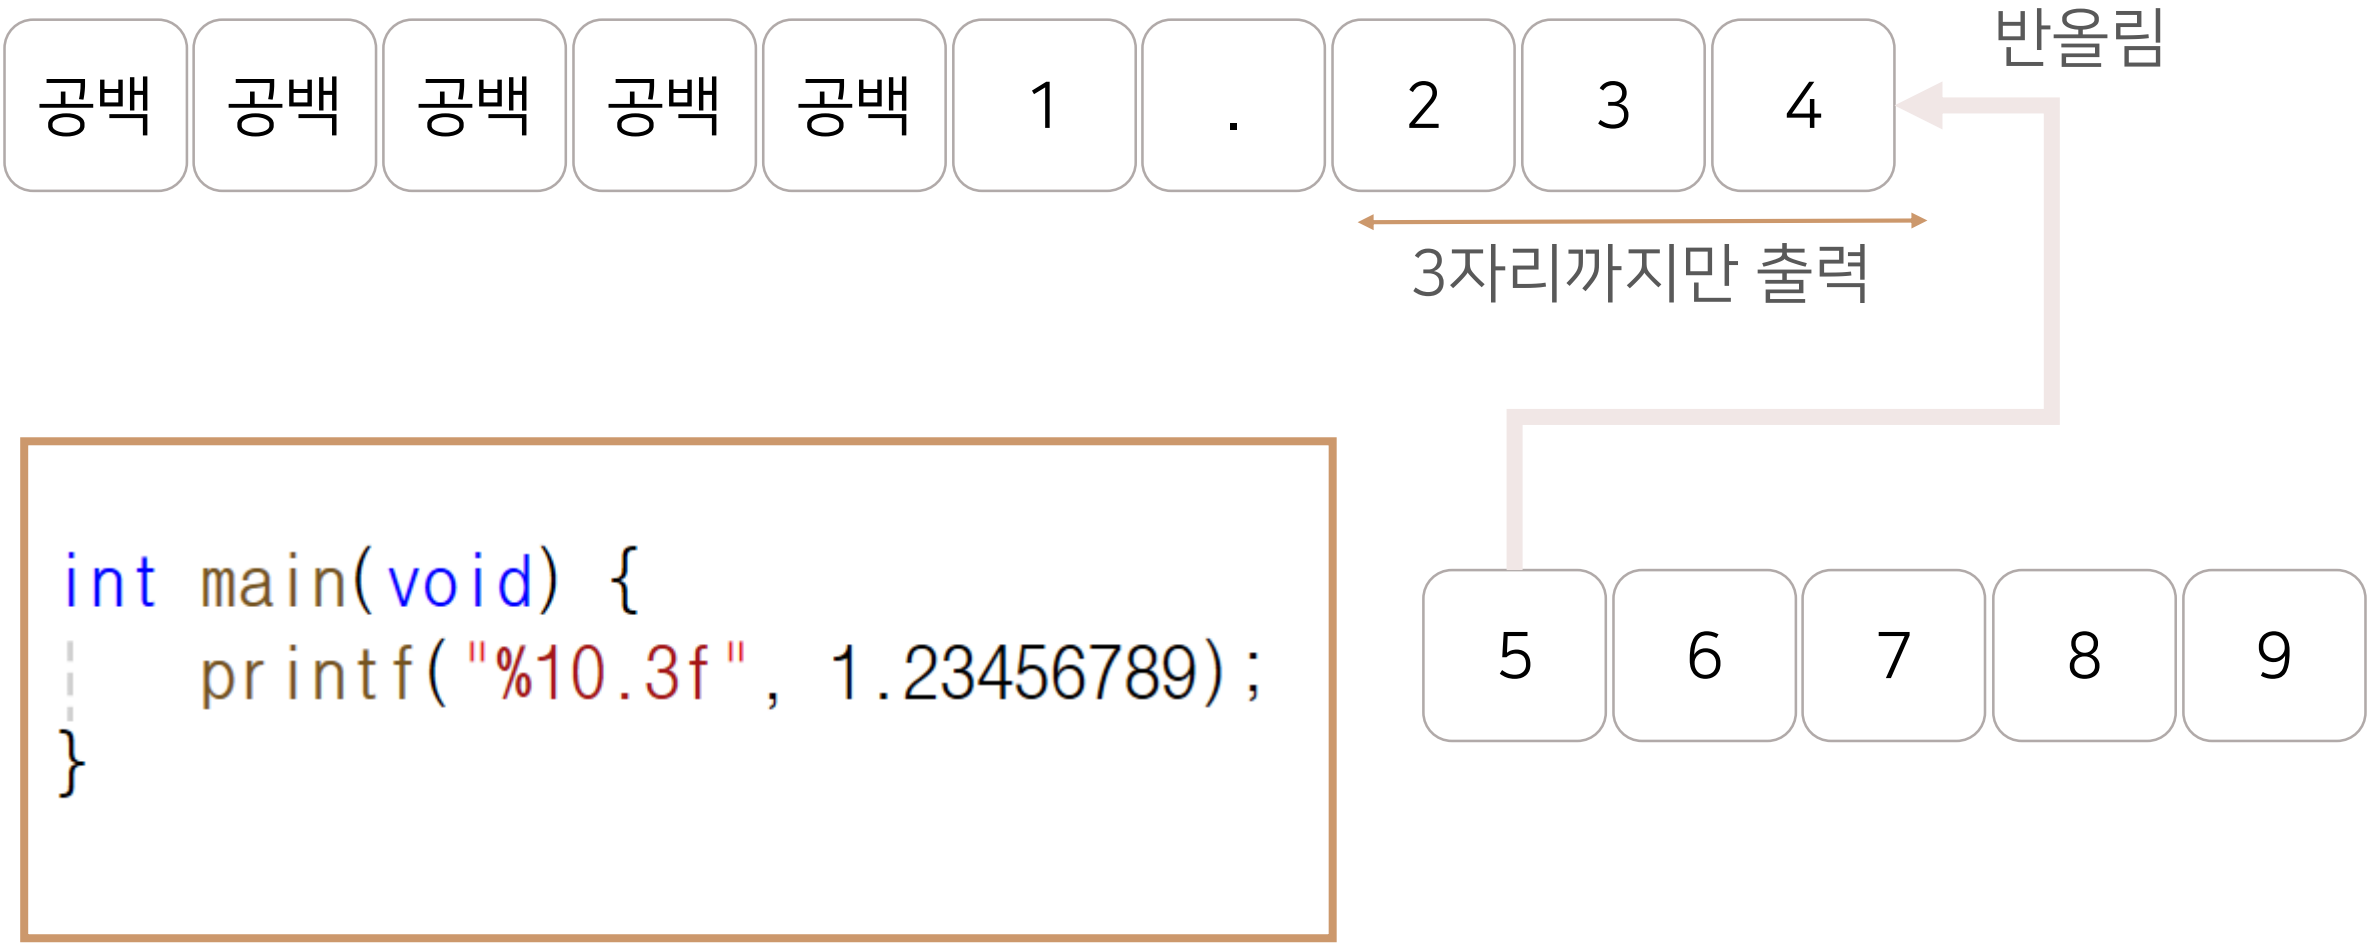 반올림
공백 공백 공백 공백 공백 1 . 2 3 4
3자리까지만 출력
int main(void) {
    printf("%10.3f", 1.23456789);
}
5 6 7 8 9